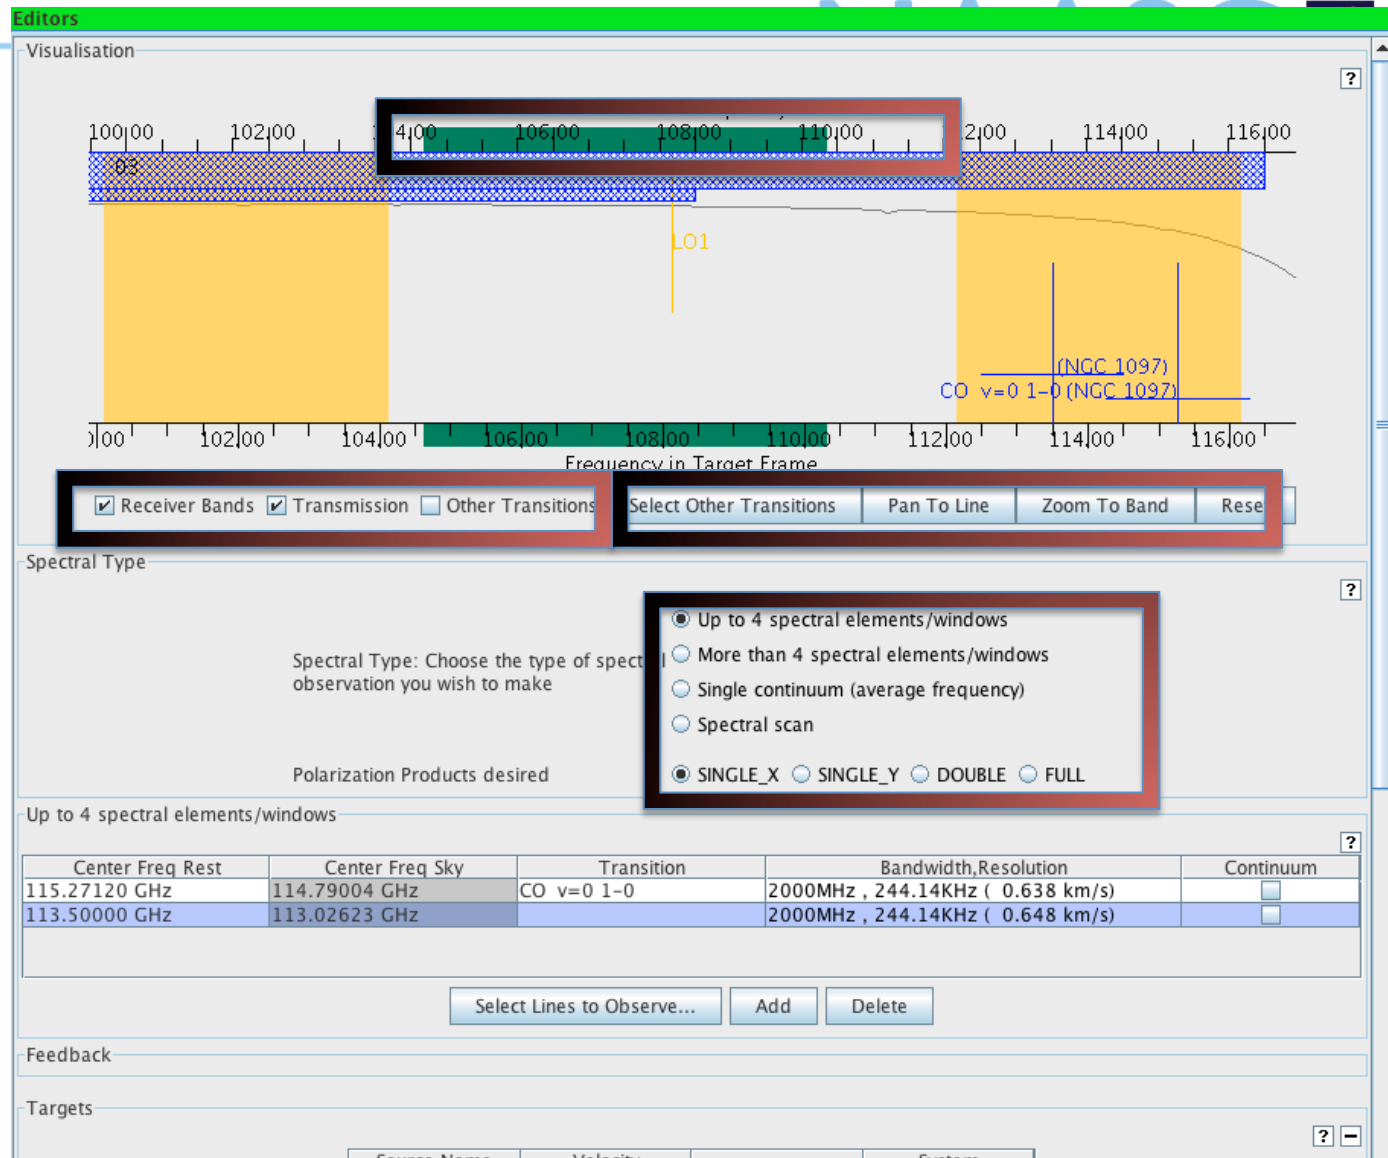 Editors
Visualisation
?
100,00 102,00 4,00 106,00 108,00 110,00 2,00 114,00 116,00
03
LO1
(NGC 1097)
CO v=0 1-0 (NGC 1097)
00 102,00 104,00 106,00 108,00 110,00 112,00 114,00 116,00
Frequency in Target Frame
Receiver Bands Transmission Other Transitions Select Other Transitions Pan To Line Zoom To Band Rese
Spectral Type
?
Up to 4 spectral elements/windows
More than 4 spectral elements/windows
Spectral Type: Choose the type of spect l
observation you wish to make
Single continuum (average frequency)
Spectral scan
Polarization Products desired SINGLE_X SINGLE_Y DOUBLE FULL
Up to 4 spectral elements/windows
?
Center Freq Rest Center Freq Sky Transition Bandwidth,Resolution Continuum
115.27120 GHz 114.79004 GHz CO v=0 1-0 2000MHz , 244.14KHz ( 0.638 km/s)
113.50000 GHz 113.02623 GHz 2000MHz , 244.14KHz ( 0.648 km/s)
Select Lines to Observe... Add Delete
Feedback
Targets
? −
Source Name Velocity System